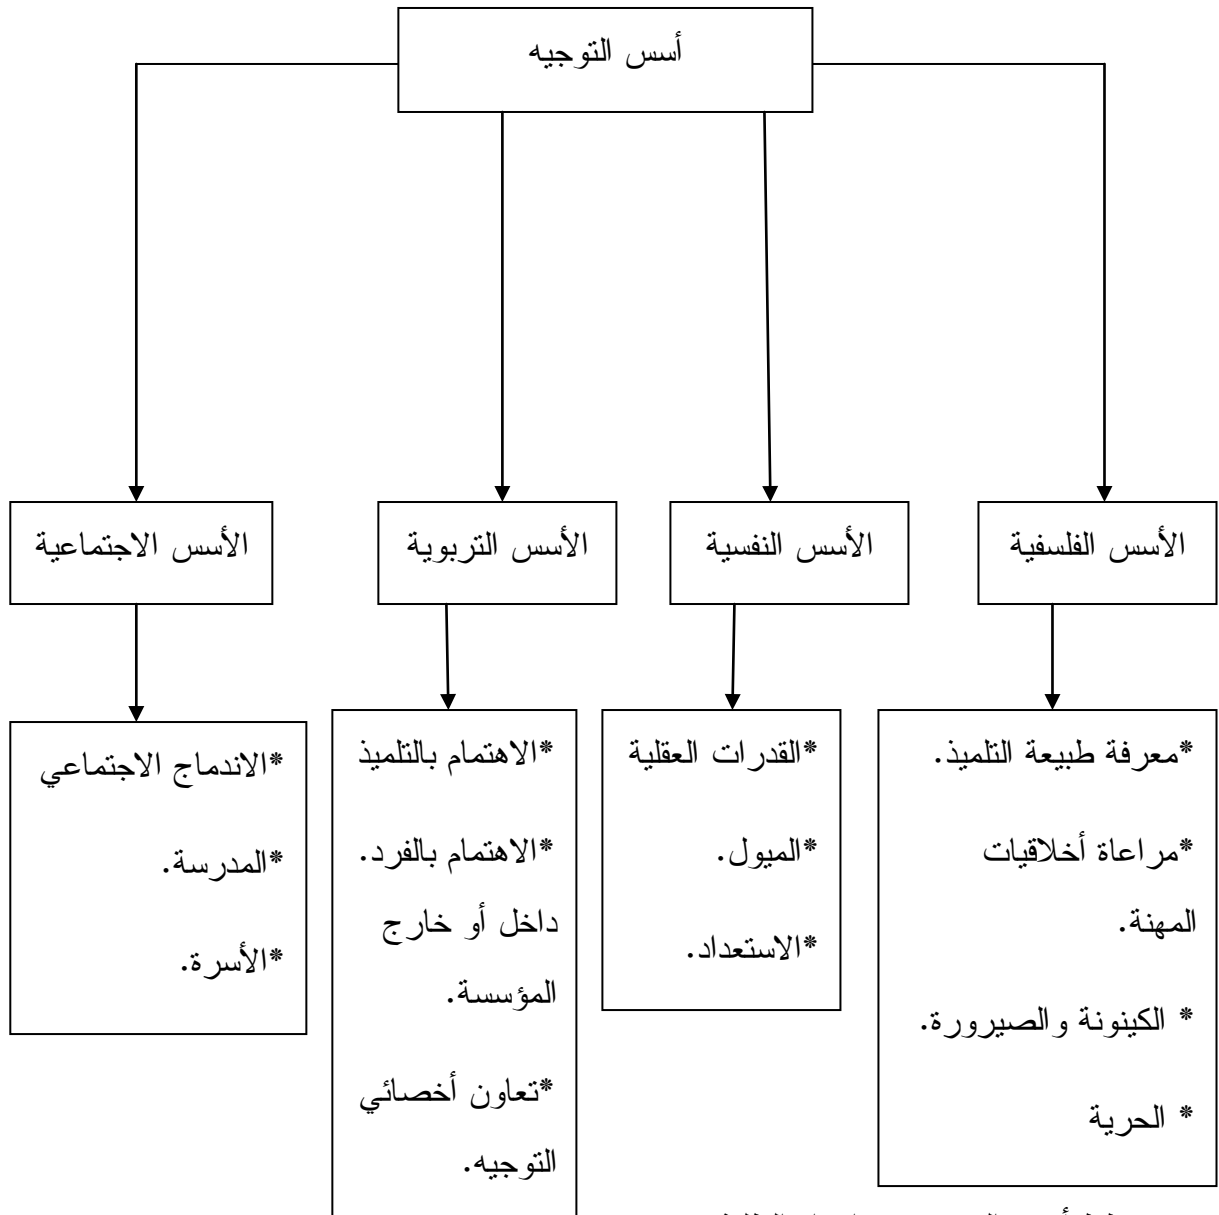 أسس التوجيه
الأسس الفلسفية
الأسس النفسية
الأسس التربوية
الأسس الاجتماعية
*معرفة طبيعة التلميذ.
*مراعاة أخلاقيات
المهنة.
* الكينونة والصيرورة.
* الحرية
*القدرات العقلية
*الميول.
*الاستعداد.
*الاهتمام بالتلميذ
*الاهتمام بالفرد.
داخل أو خارج
المؤسسة.
*تعاون أخصائي
التوجيه.
*الاندماج الاجتماعي
*المدرسة.
*الأسرة.